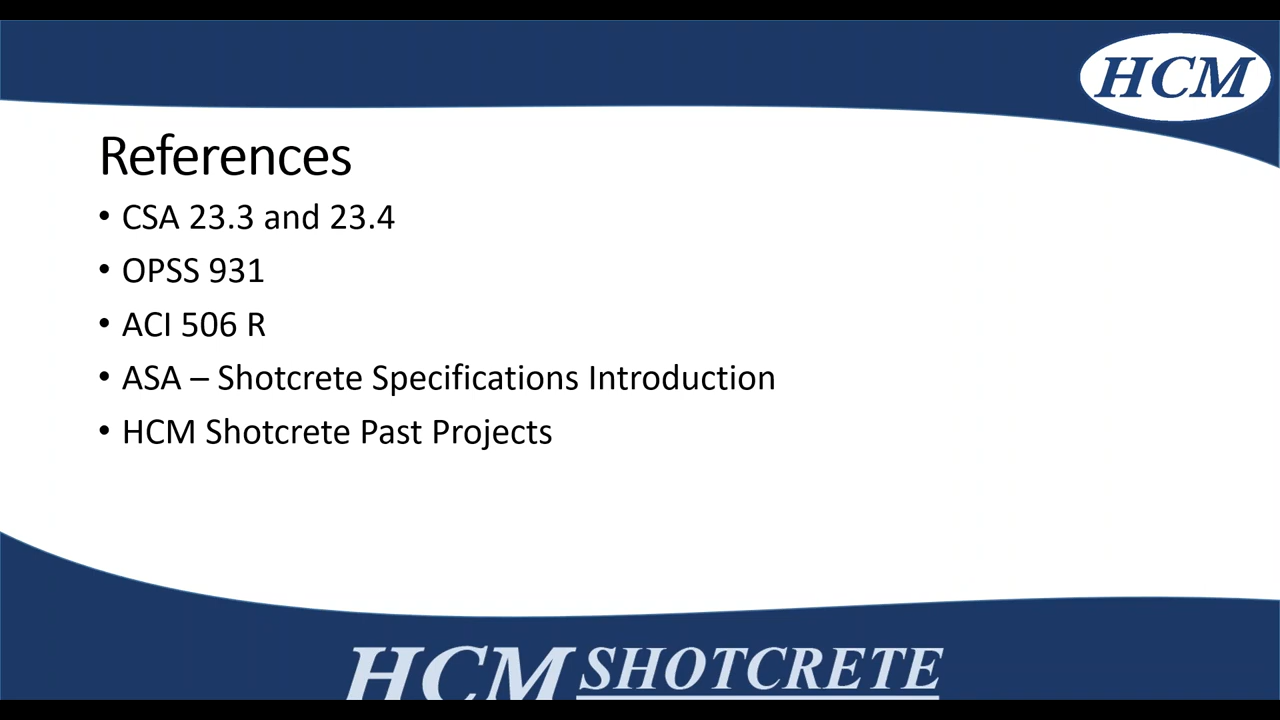 HCM
References
• CSA 23.3 and 23.4
• OPSS 931
• ACI 506 R
• ASA – Shotcrete Specifications Introduction
• HCM Shotcrete Past Projects
HCM SHOTCRETE